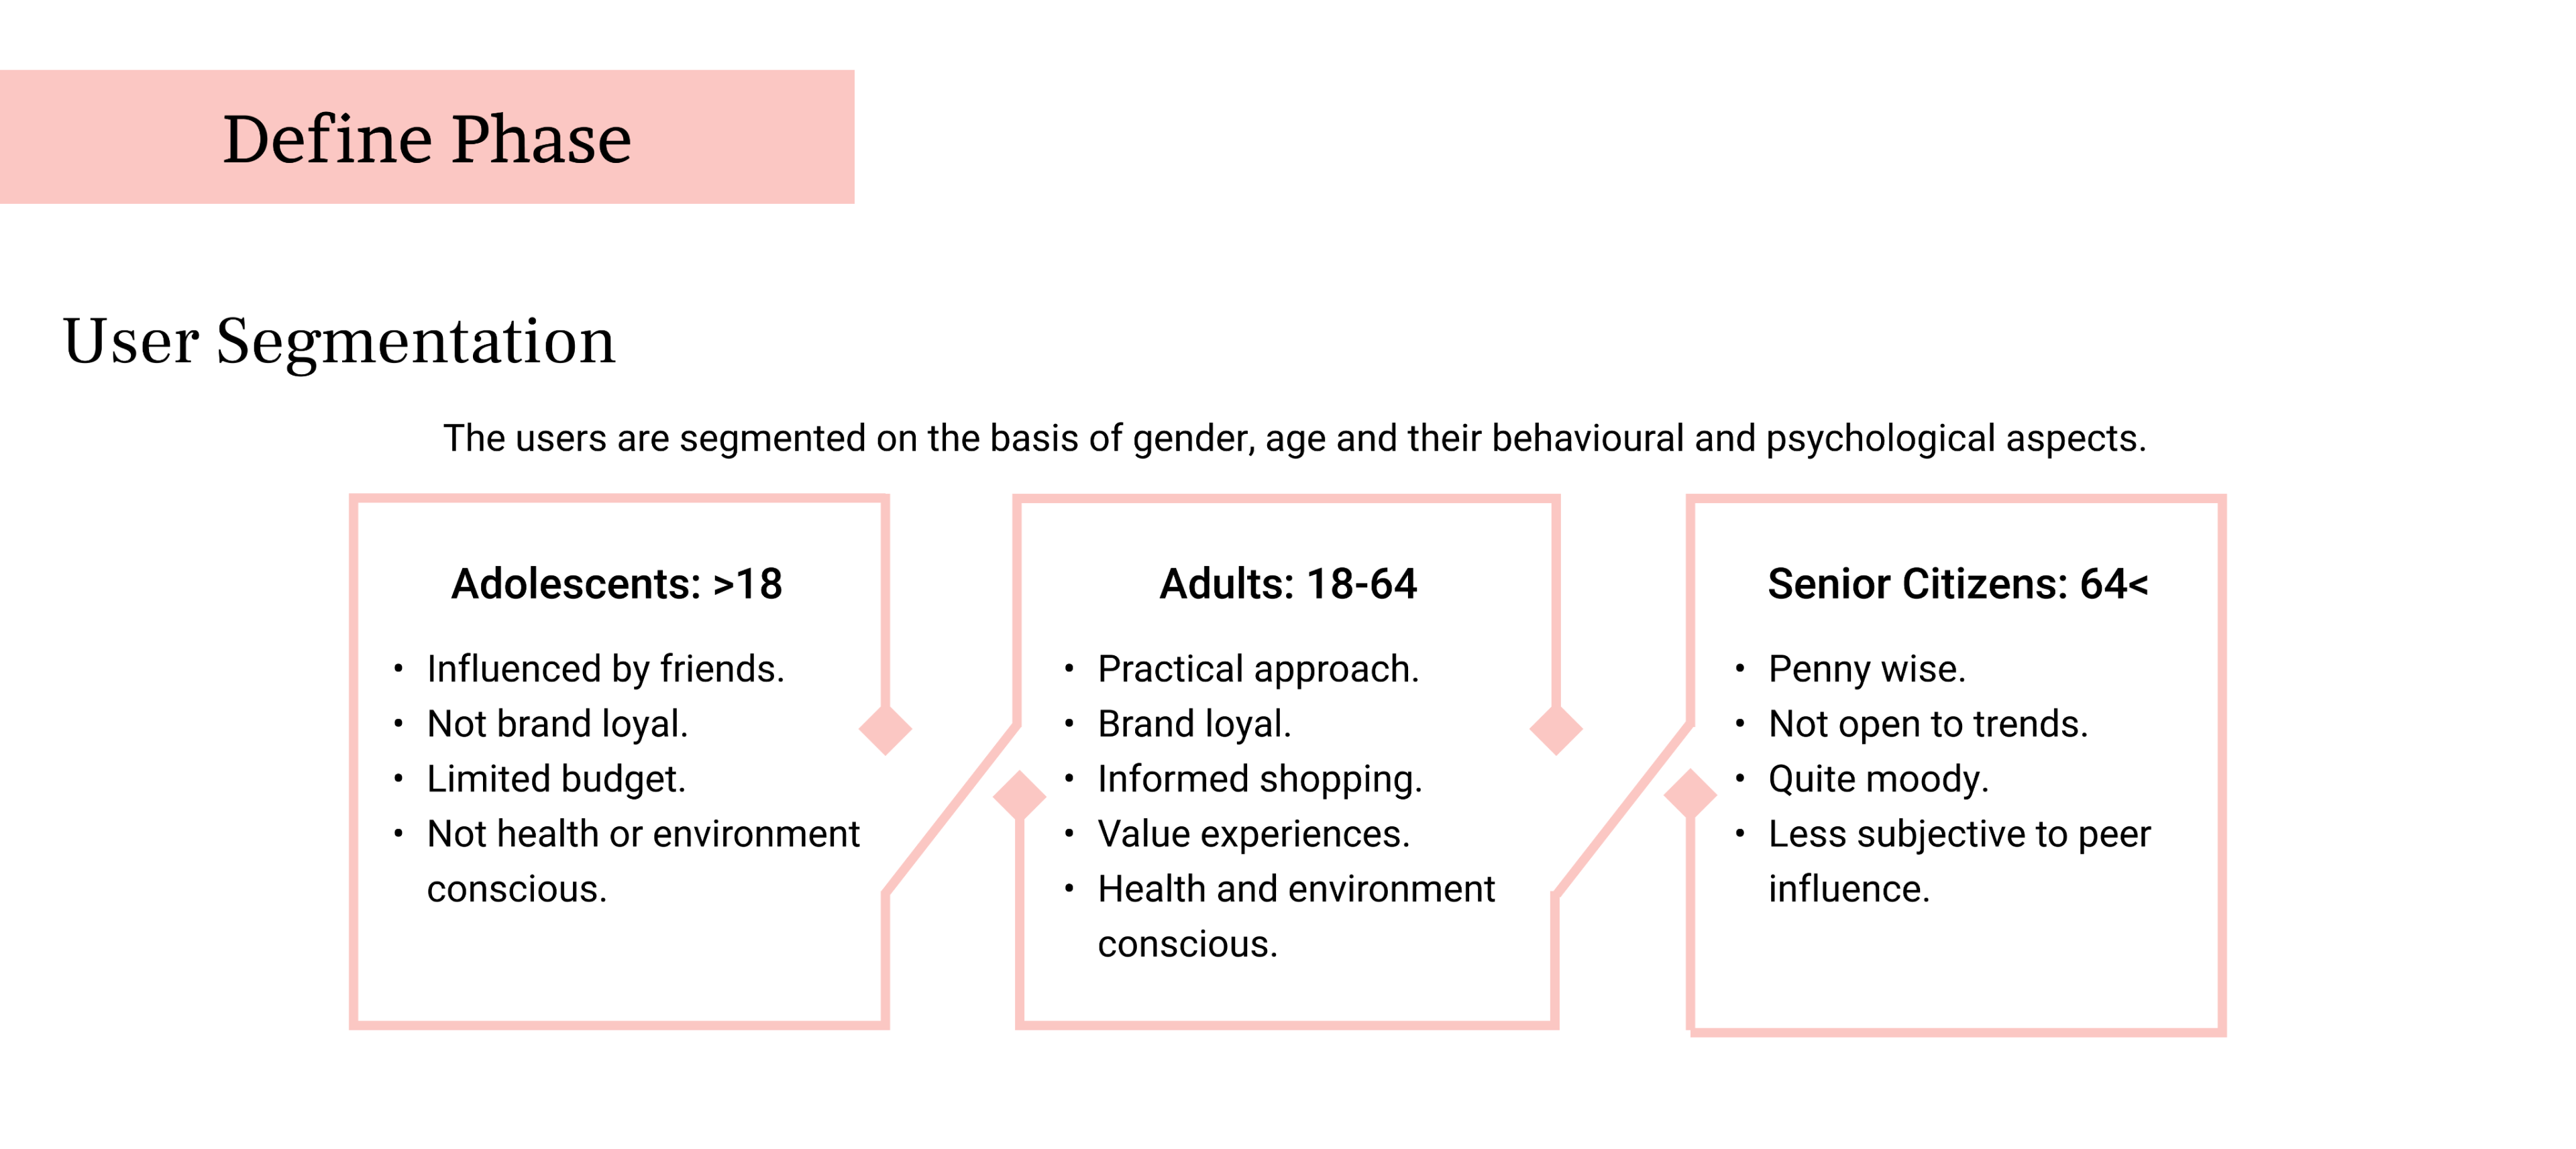 Define Phase
User Segmentation
The users are segmented on the basis of gender, age and their behavioural and psychological aspects.
Adolescents: >18
• Influenced by friends.
• Not brand loyal.
• Limited budget.
• Not health or environment
conscious.
Adults: 18-64
• Practical approach.
• Brand loyal.
• Informed shopping.
• Value experiences.
• Health and environment
conscious.
Senior Citizens: 64<
• Penny wise.
• Not open to trends.
• Quite moody.
• Less subjective to peer
influence.